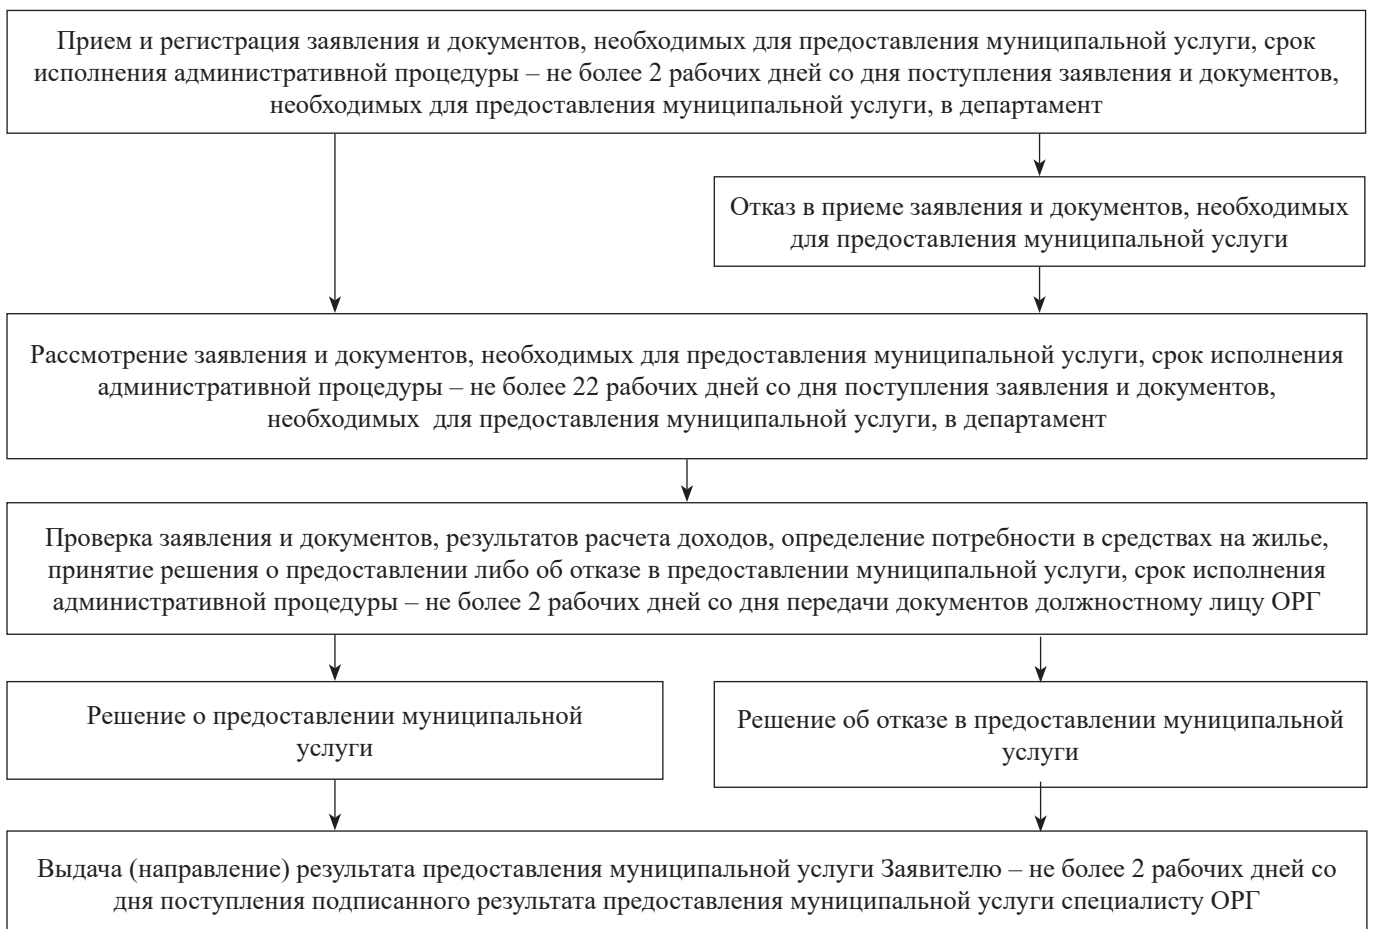 Прием и регистрация заявления и документов, необходимых для предоставления муниципальной услуги, срок
исполнения административной процедуры – не более 2 рабочих дней со дня поступления заявления и документов,
необходимых для предоставления муниципальной услуги, в департамент
Отказ в приеме заявления и документов, необходимых
для предоставления муниципальной услуги
Рассмотрение заявления и документов, необходимых для предоставления муниципальной услуги, срок исполнения
административной процедуры – не более 22 рабочих дней со дня поступления заявления и документов,
необходимых для предоставления муниципальной услуги, в департамент
Проверка заявления и документов, результатов расчета доходов, определение потребности в средствах на жилье,
принятие решения о предоставлении либо об отказе в предоставлении муниципальной услуги, срок исполнения
административной процедуры – не более 2 рабочих дней со дня передачи документов должностному лицу ОРГ
Решение о предоставлении муниципальной
услуги
Решение об отказе в предоставлении муниципальной
услуги
Выдача (направление) результата предоставления муниципальной услуги Заявителю – не более 2 рабочих дней со
дня поступления подписанного результата предоставления муниципальной услуги специалисту ОРГ